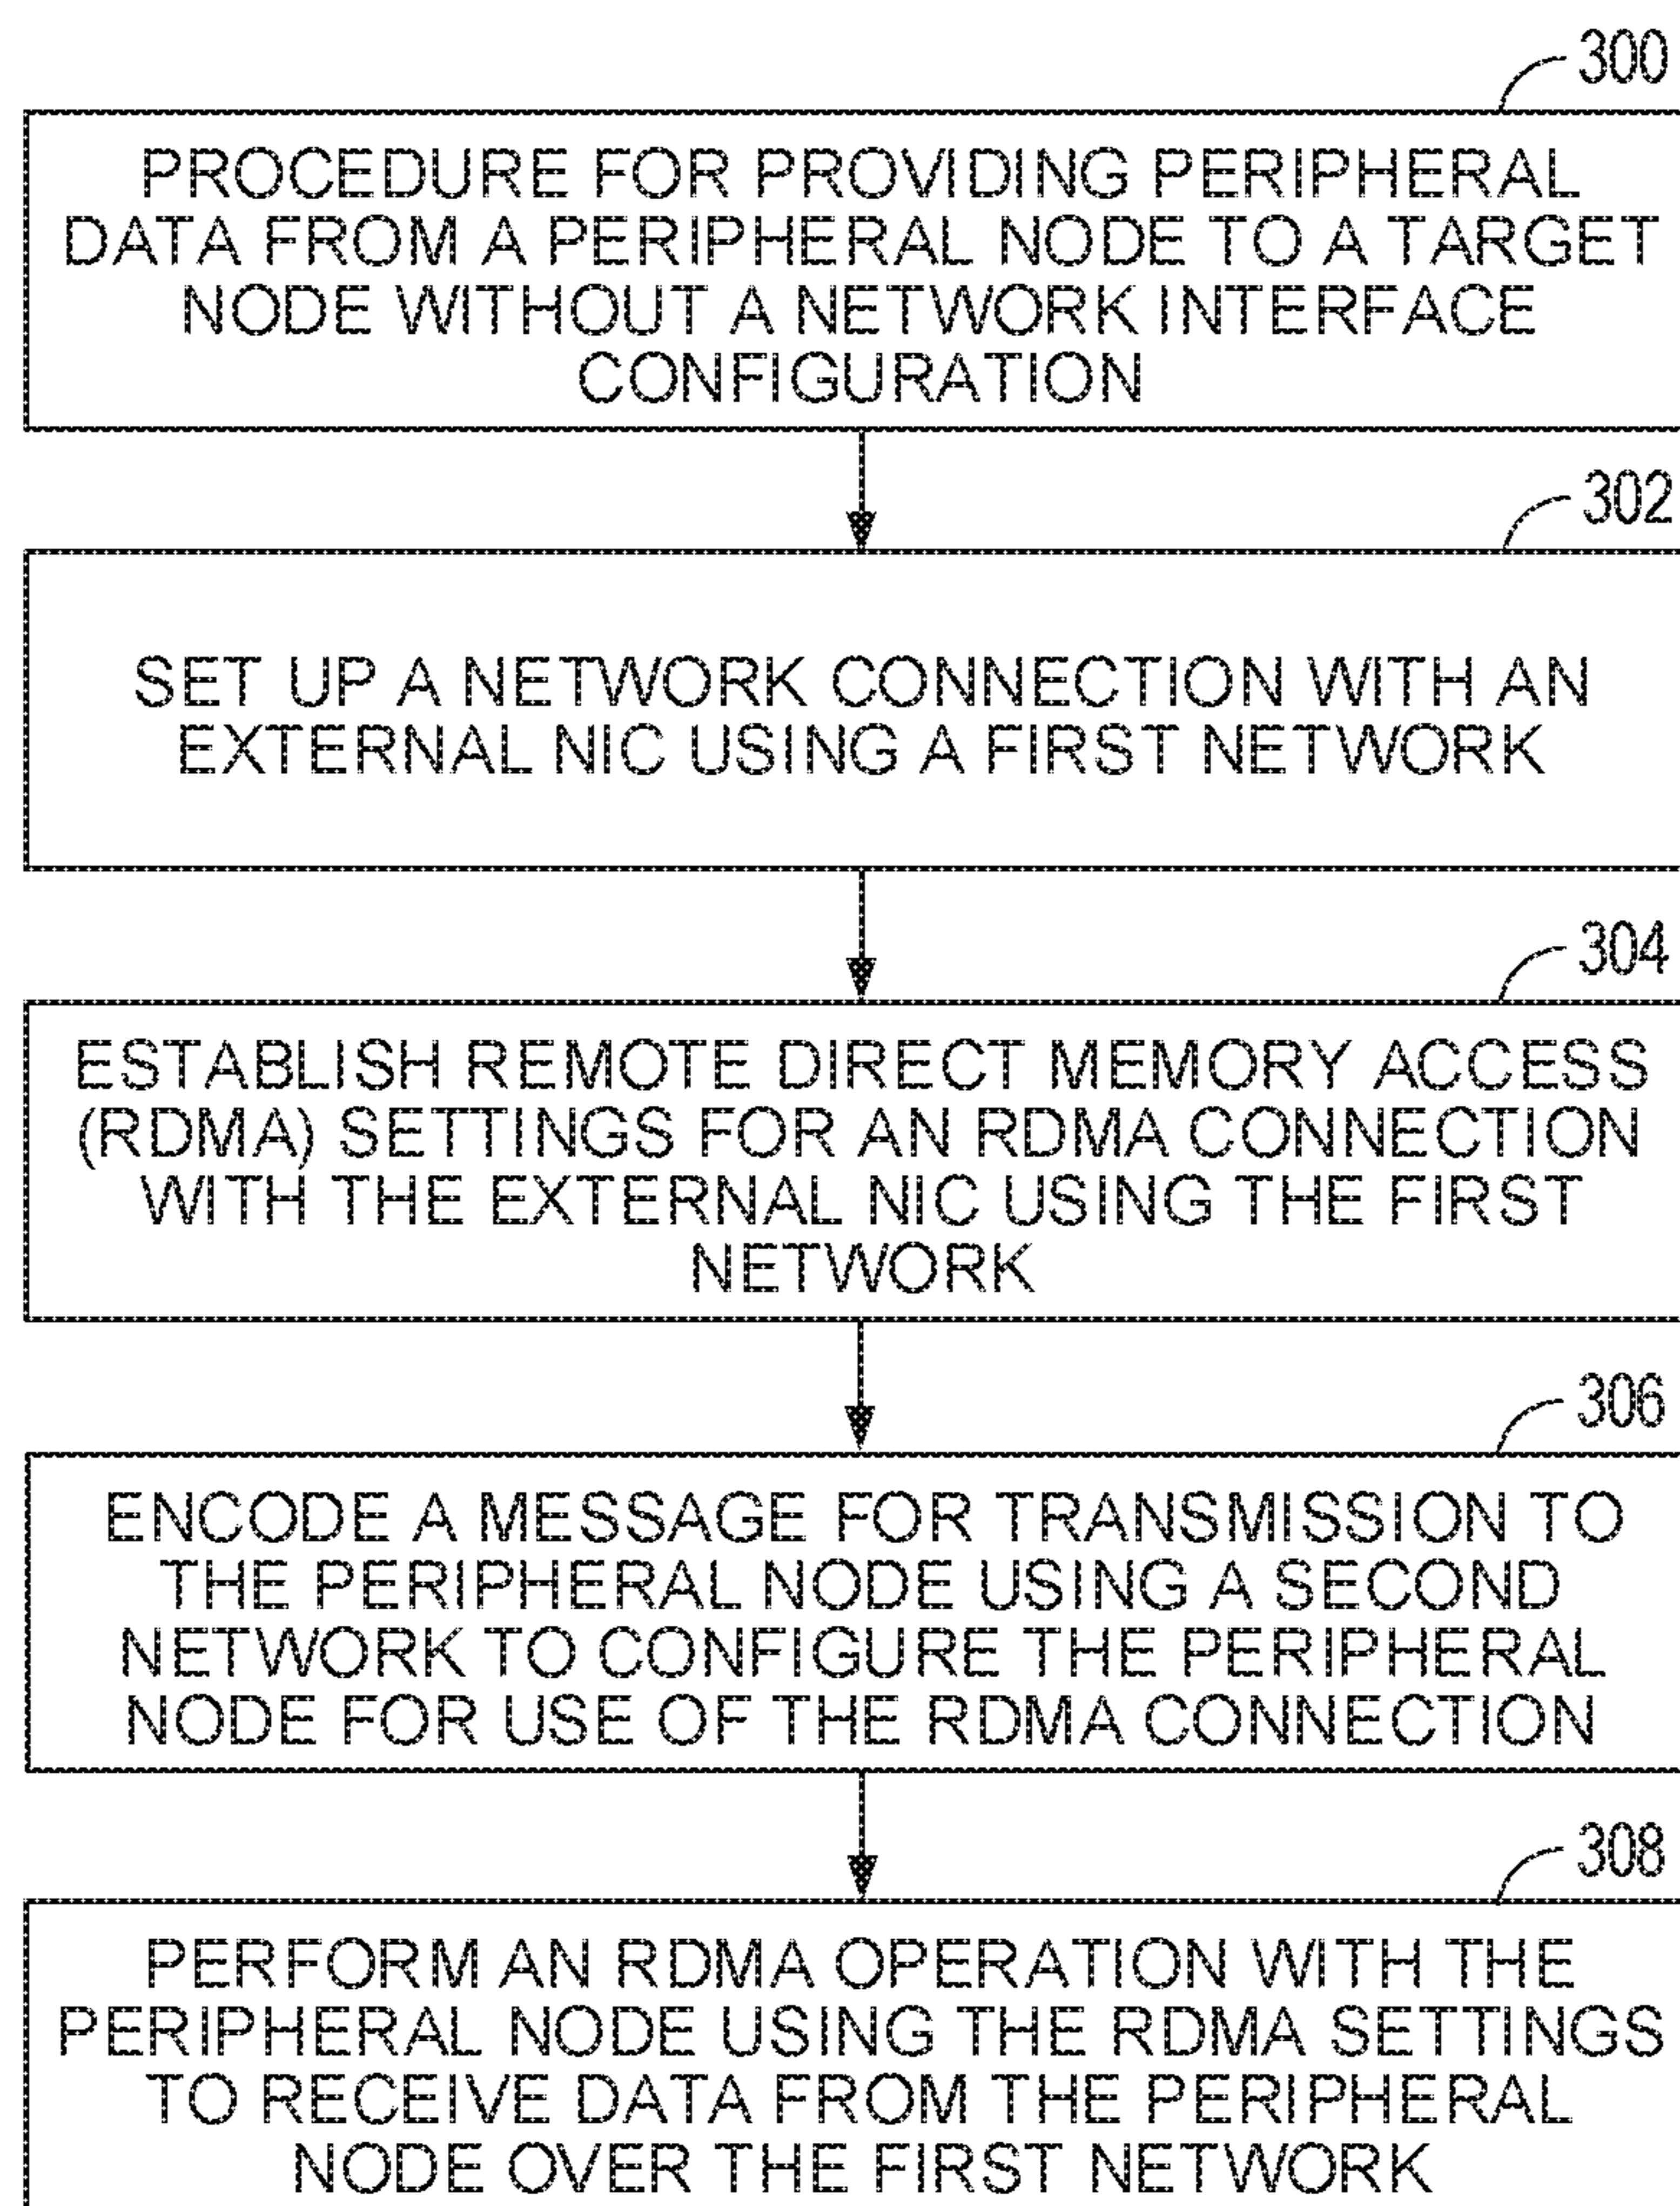 300
PROCEDURE FOR PROVIDING PERIPHERAL
DATA FROM A PERIPHERAL NODE TO A TARGET
NODE WITHOUT A NETWORK INTERFACE
CONFIGURATION
302
SET UP A NETWORK CONNECTION WITH AN
EXTERNAL NIC USING A FIRST NETWORK
304
ESTABLISH REMOTE DIRECT MEMORY ACCESS
(RDMA) SETTINGS FOR AN RDMA CONNECTION
WITH THE EXTERNAL NIC USING THE FIRST
NETWORK
306
ENCODE A MESSAGE FOR TRANSMISSION TO
THE PERIPHERAL NODE USING A SECOND
NETWORK TO CONFIGURE THE PERIPHERAL
NODE FOR USE OF THE RDMA CONNECTION
308
PERFORM AN RDMA OPERATION WITH THE
PERIPHERAL NODE USING THE RDMA SETTINGS
TO RECEIVE DATA FROM THE PERIPHERAL
NODE OVER THE FIRST NETWORK